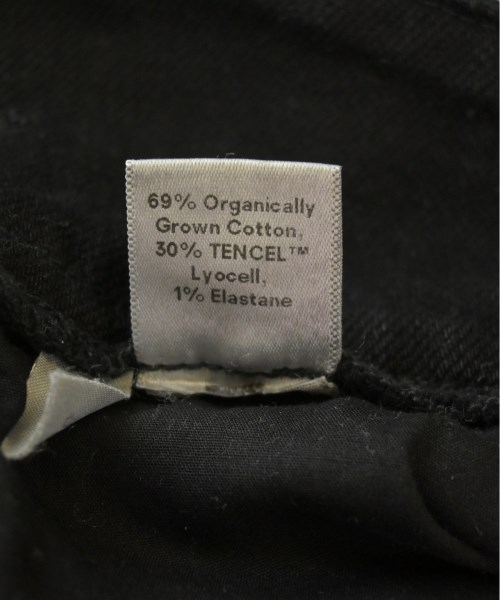 69% Organically
Grown Cotton,
30% TENCEL™
Lyocell,
1% Elastane